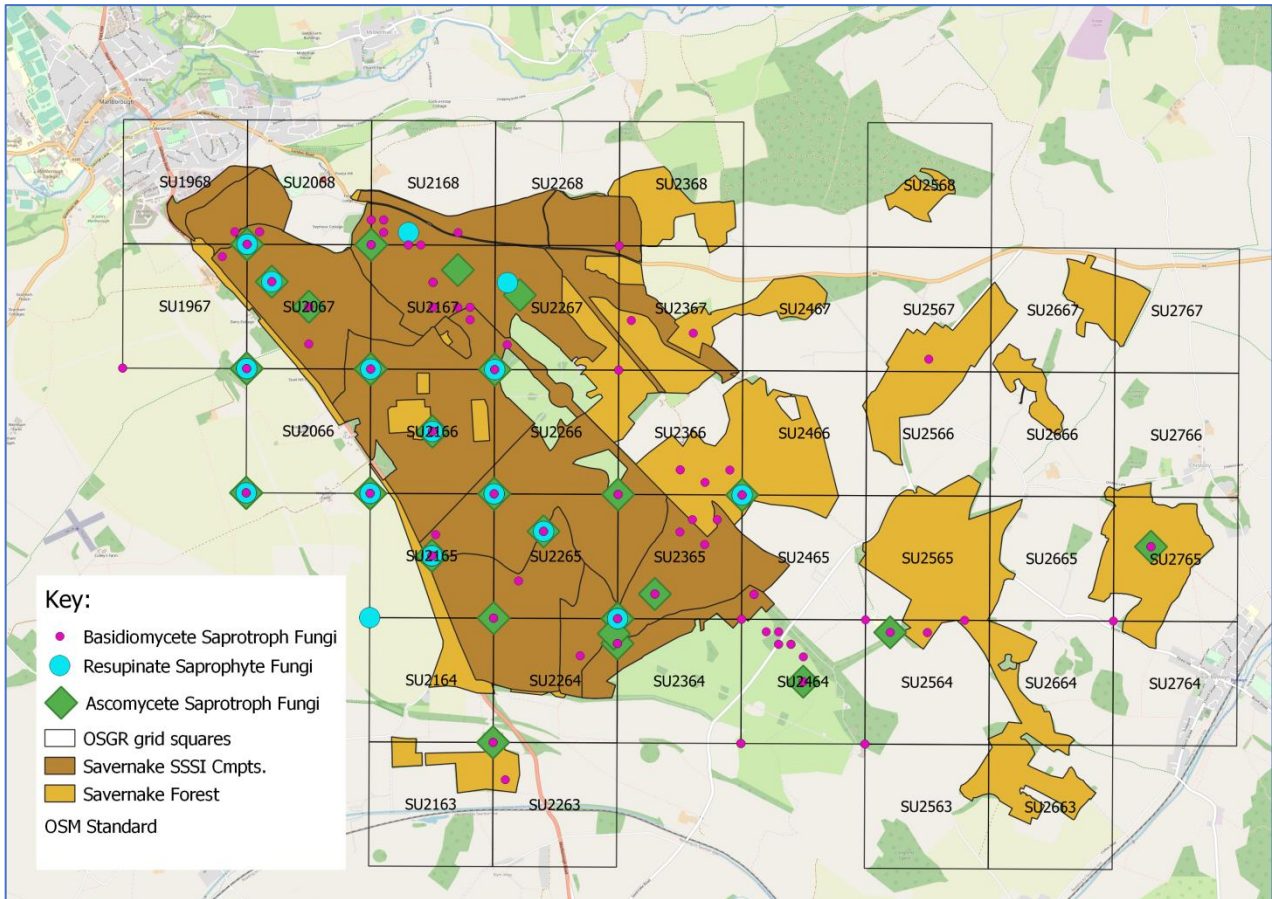 Marlborough
SU1968
SU2068
SU2168
SU2268
SU2368
SU2568
SU1967
SU2067
SU2167
SU2267
SU2367
SU2467
SU2567
SU2667
SU2767
SU2066
SU2166
SU2266
SU2366
SU2466
SU2566
SU2666
SU2766
SU2165
SU2265
SU2365
SU2465
SU2565
SU2665
SU2765
SU2164
SU2264
SU2364
SU2464
SU2564
SU2664
SU2764
SU2163
SU2263
SU2563
SU2663
Key:
Basidiomycete Saprotroph Fungi
Resupinate Saprophyte Fungi
Ascomycete Saprotroph Fungi
OSGR grid squares
Savernake SSSI Cmpts.
Savernake Forest
OSM Standard